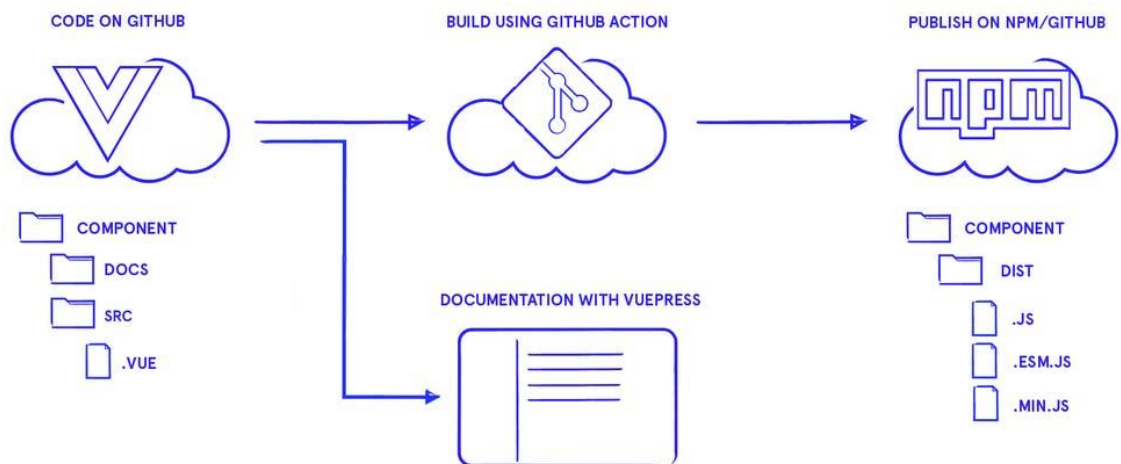 CODE ON GITHUB
BUILD USING GITHUB ACTION
PUBLISH ON NPM/GITHUB
npm
COMPONENT
DOCS
SRC
.VUE
DOCUMENTATION WITH VUEPRESS
COMPONENT
DIST
.JS
.ESM.JS
.MIN.JS